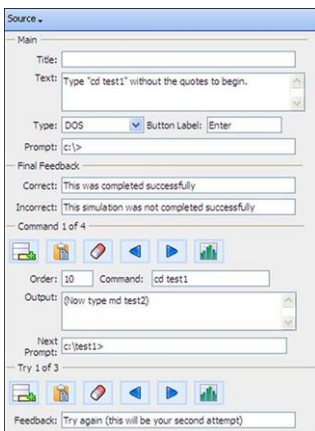 Source
Main
Title:
Text: Type "cd test1" without the quotes to begin.
Type: DOS Button Label: Enter
Prompt: c:\>
Final Feedback
Correct: This was completed successfully
Incorrect: This simulation was not completed successfully
Command 1 of 4
Order: 10 Command: cd test1
Output: (Now type md test2)
Next
Prompt: c:\test1>
Try 1 of 3
Feedback: Try again (this will be your second attempt)